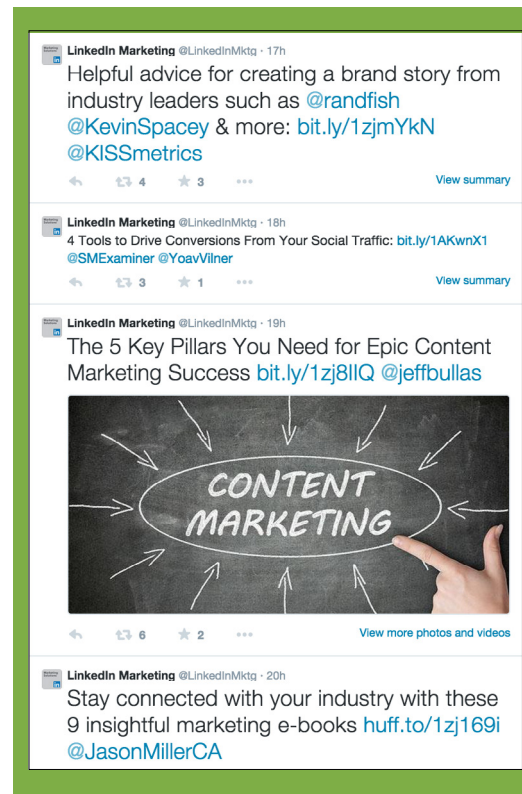 LinkedIn Marketing @LinkedInMktg · 17h
Helpful advice for creating a brand story from
industry leaders such as @randfish
@KevinSpacey & more: bit.ly/1zjmYkN
@KISSmetrics
4 3 View summary
LinkedIn Marketing @LinkedInMktg · 18h
4 Tools to Drive Conversions From Your Social Traffic: bit.ly/1AKwnX1
@SMExaminer @YoavVilner
3 1 View summary
LinkedIn Marketing @LinkedInMktg · 19h
The 5 Key Pillars You Need for Epic Content
Marketing Success bit.ly/1zj8lIQ @jeffbullas
CONTENT
MARKETING
6 2 View more photos and videos
LinkedIn Marketing @LinkedInMktg · 20h
Stay connected with your industry with these
9 insightful marketing e-books huff.to/1zj169i
@JasonMillerCA